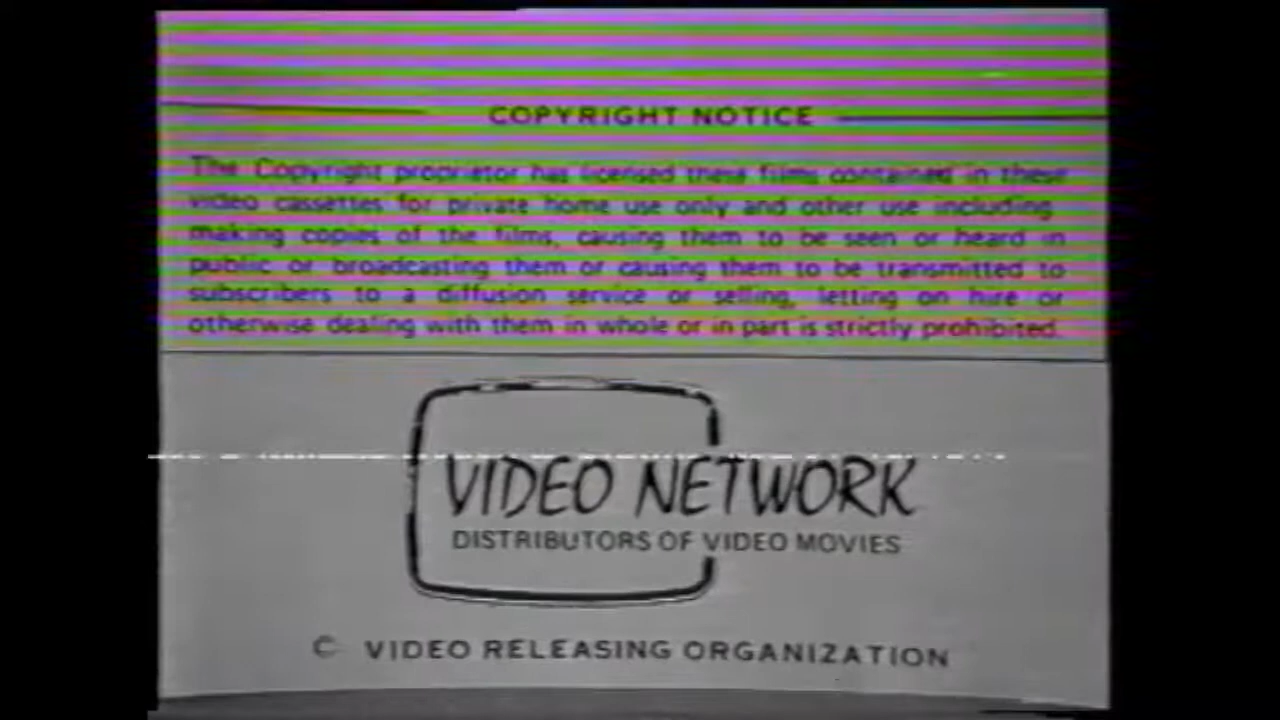 COPYRIGHT NOTICE
The Copyright proprietor has licensed these films contained in these
video cassettes for private home use only and other use including
making copies of the films, causing them to be seen or heard in
public or broadcasting them or causing them to be transmitted to
subscribers to a diffusion service or selling, letting on hire or
otherwise dealing with them in whole or in part is strictly prohibited.
VIDEO NETWORK
DISTRIBUTORS OF VIDEO MOVIES
© VIDEO RELEASING ORGANIZATION